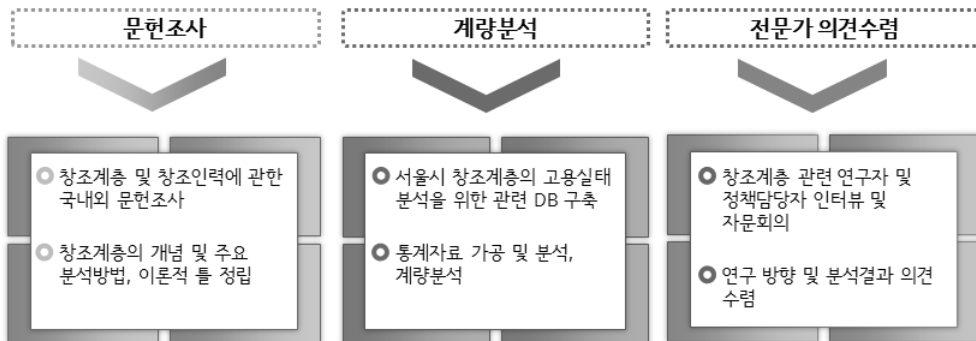 문헌조사
창조계층 및 창조인력에 관한
국내외 문헌조사
창조계층의 개념 및 주요
분석방법, 이론적 틀 정립
계량분석
서울시 창조계층의 고용실태
분석을 위한 관련 DB 구축
통계자료 가공 및 분석,
계량분석
전문가 의견수렴
창조계층 관련 연구자 및
정책담당자 인터뷰 및
자문회의
연구 방향 및 분석결과 의견
수렴